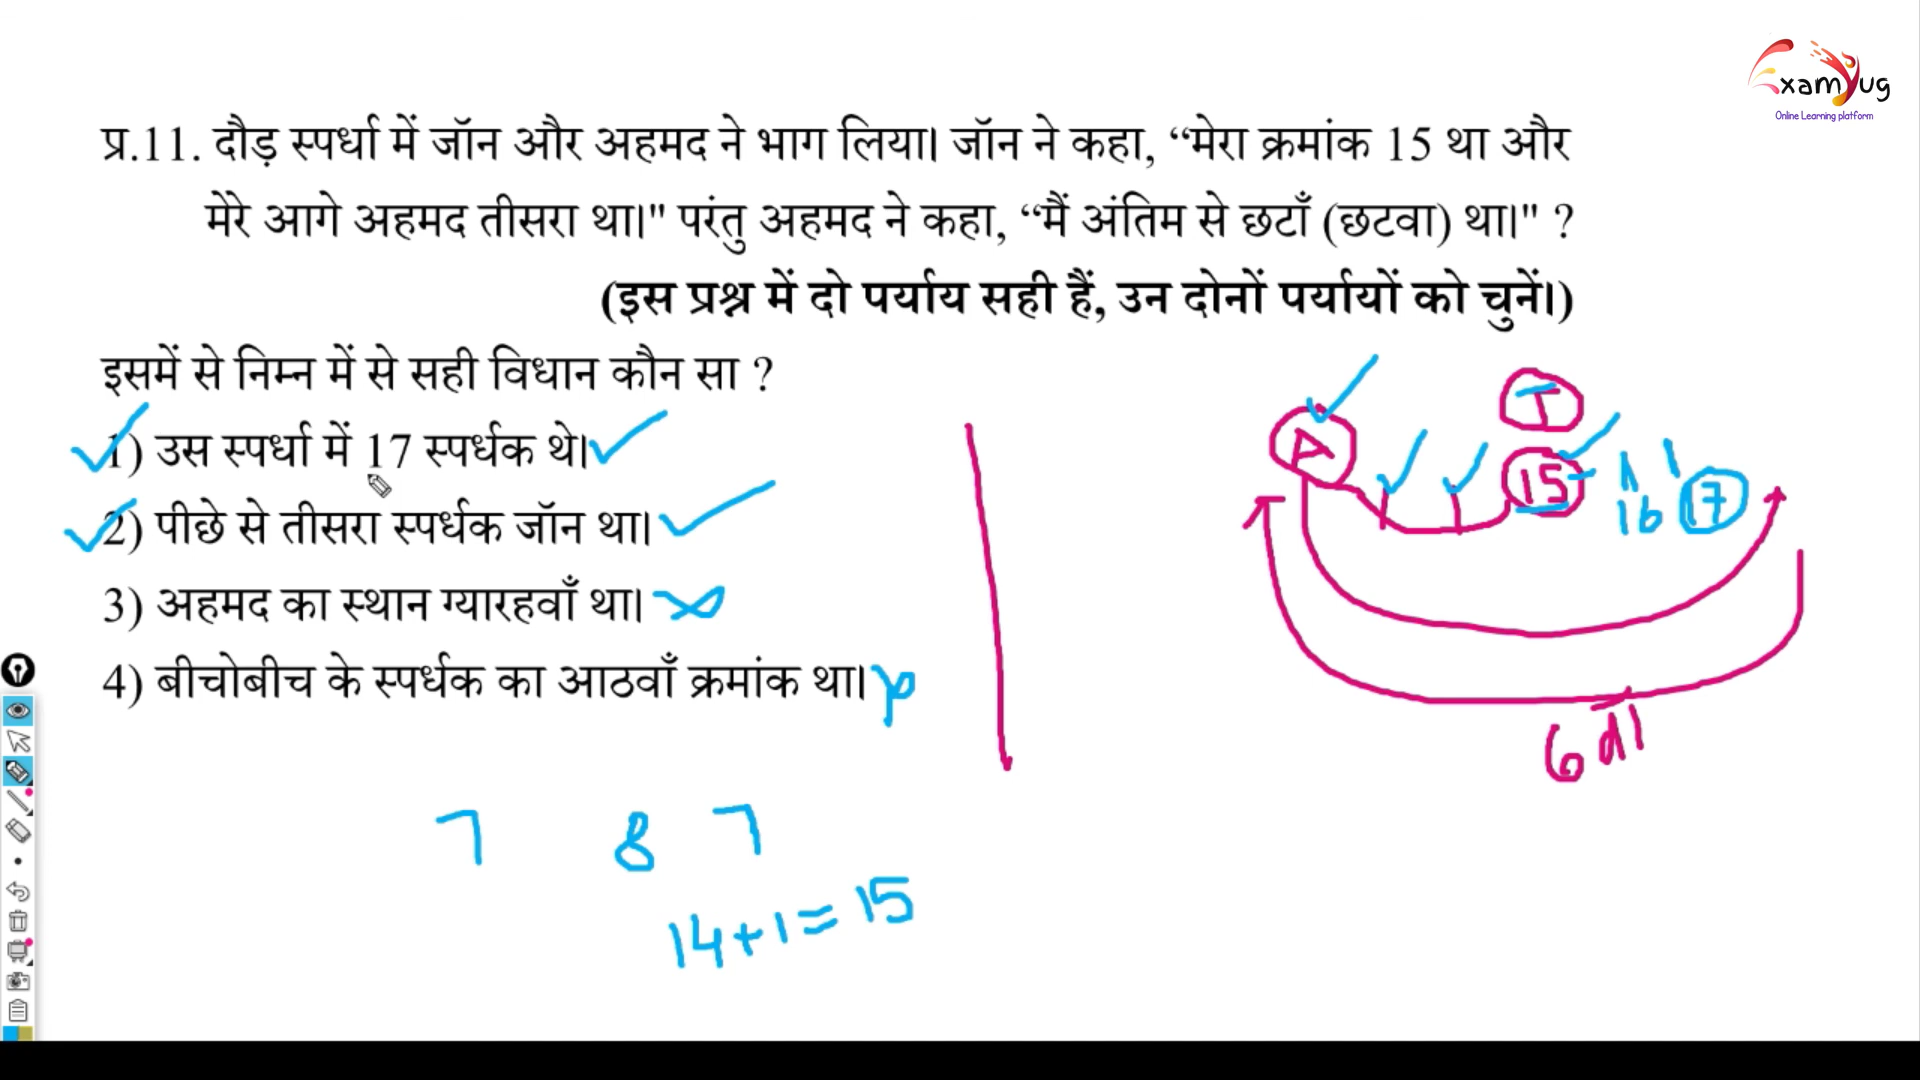 ExamYug
Online Learning platform
प्र.11. दौड़ स्पर्धा में जॉन और अहमद ने भाग लिया। जॉन ने कहा, “मेरा क्रमांक 15 था और
मेरे आगे अहमद तीसरा था।" परंतु अहमद ने कहा, “मैं अंतिम से छटाँ (छटवा) था।" ?
(इस प्रश्न में दो पर्याय सही हैं, उन दोनों पर्यायों को चुनें।)
इसमें से निम्न में से सही विधान कौन सा ?
1) उस स्पर्धा में 17 स्पर्धक थे।
2) पीछे से तीसरा स्पर्धक जॉन था।
3) अहमद का स्थान ग्यारहवाँ था।
4) बीचोबीच के स्पर्धक का आठवाँ क्रमांक था।
J
A 15 16 17
6 वा
7 8 7
14+1=15